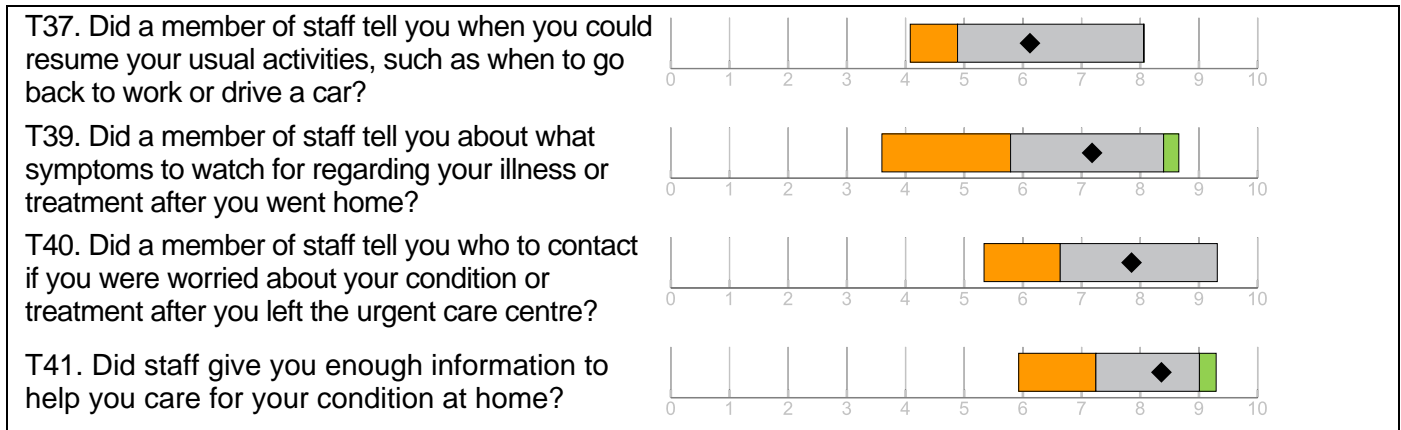 T37. Did a member of staff tell you when you could
resume your usual activities, such as when to go
back to work or drive a car?
0 1 2 3 4 5 6 7 8 9 10
T39. Did a member of staff tell you about what
symptoms to watch for regarding your illness or
treatment after you went home?
0 1 2 3 4 5 6 7 8 9 10
T40. Did a member of staff tell you who to contact
if you were worried about your condition or
treatment after you left the urgent care centre?
0 1 2 3 4 5 6 7 8 9 10
T41. Did staff give you enough information to
help you care for your condition at home?
0 1 2 3 4 5 6 7 8 9 10